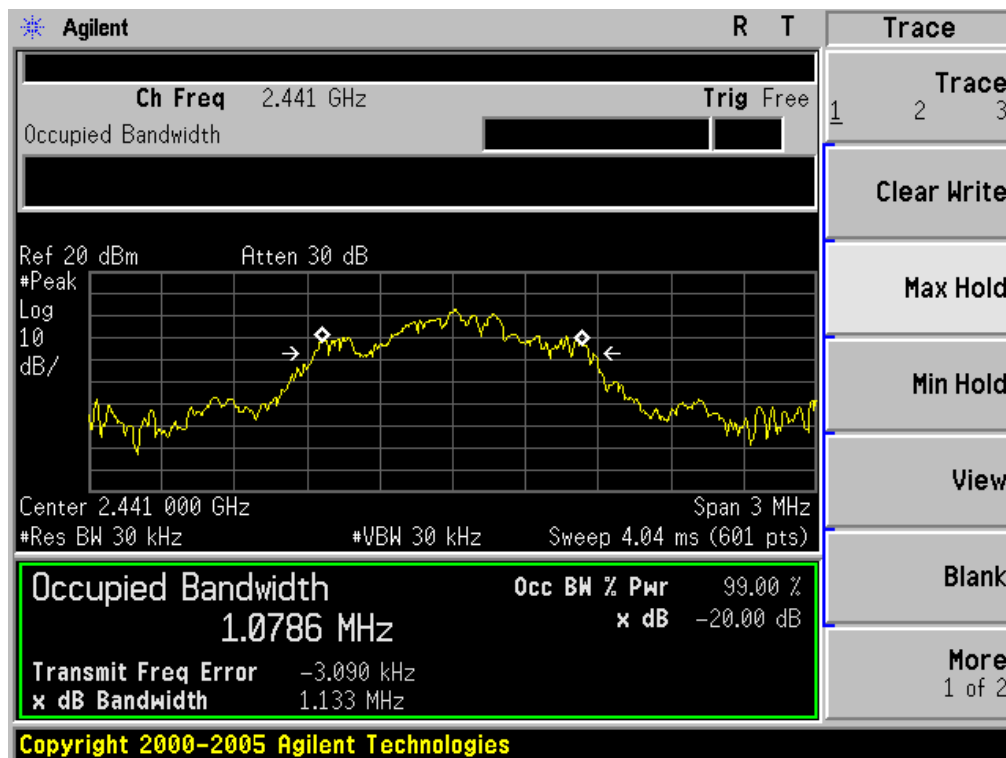 Agilent R T Trace
Ch Freq 2.441 GHz Trig Free
Occupied Bandwidth
Trace
1 2 3
Clear Write
Max Hold
Min Hold
View
Blank
More
1 of 2
Ref 20 dBm Atten 30 dB
#Peak
Log
10
dB/
Center 2.441 000 GHz Span 3 MHz
#Res BW 30 kHz #VBW 30 kHz Sweep 4.04 ms (601 pts)
Occupied Bandwidth Occ BW % Pwr 99.00 %
1.0786 MHz x dB -20.00 dB
Transmit Freq Error -3.090 kHz
x dB Bandwidth 1.133 MHz
Copyright 2000-2005 Agilent Technologies